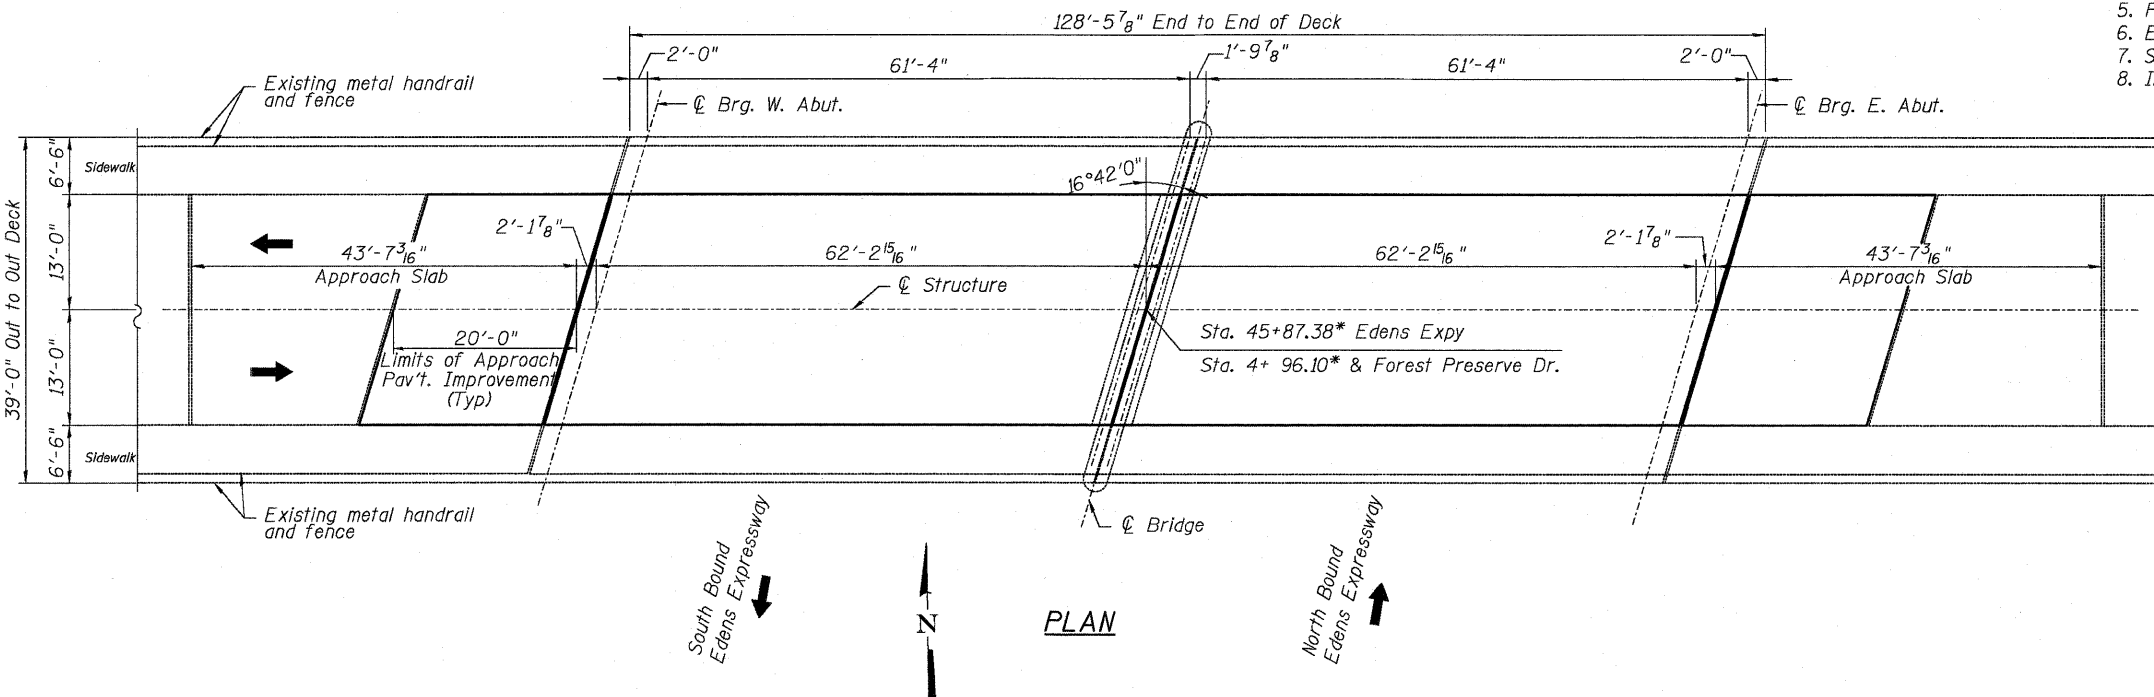 128'-5 7/8" End to End of Deck
2'-0"
61'-4"
1'-9 7/8"
61'-4"
2'-0"
5. F
6. E
7. S
8. I
Existing metal handrail
and fence
℄ Brg. W. Abut.
℄ Brg. E. Abut.
39'-0" Out to Out Deck
6'-6"
13'-0"
13'-0"
6'-6"
Sidewalk
16°42'0"
43'-7 3/16"
Approach Slab
2'-1 7/8"
62'-2 15/16"
62'-2 15/16"
2'-1 7/8"
43'-7 3/16"
Approach Slab
℄ Structure
20'-0"
Limits of Approach
Pav't. Improvement
(Typ)
Sta. 45+87.38* Edens Expy
Sta. 4+ 96.10* & Forest Preserve Dr.
Sidewalk
Existing metal handrail
and fence
℄ Bridge
South Bound
Edens Expressway
N
PLAN
North Bound
Edens Expressway